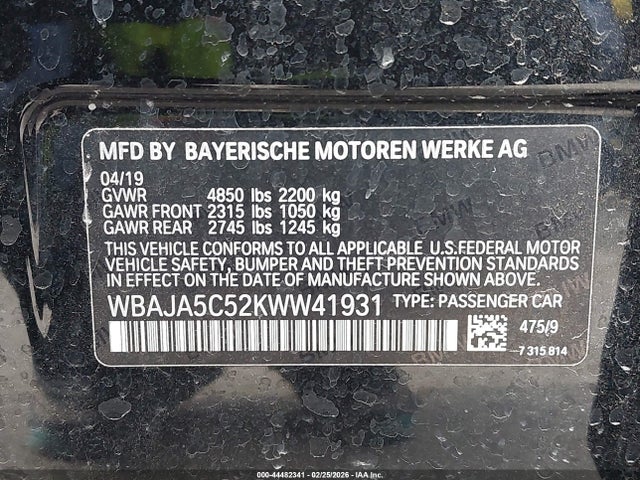 MFD BY BAYERISCHE MOTOREN WERKE AG
04/19
GVWR 4850 lbs 2200 kg
GAWR FRONT 2315 lbs 1050 kg
GAWR REAR 2745 lbs 1245 kg
THIS VEHICLE CONFORMS TO ALL APPLICABLE U.S.FEDERAL MOTOR
VEHICLE SAFETY, BUMPER AND THEFT PREVENTION STANDARDS
IN EFFECT ON THE DATE OF MANUFACTURE SHOWN ABOVE.
WBAJA5C52KWW41931 TYPE: PASSENGER CAR
475/9
7 315 814
000-44482341 - 02/25/2026 - IAA Inc.